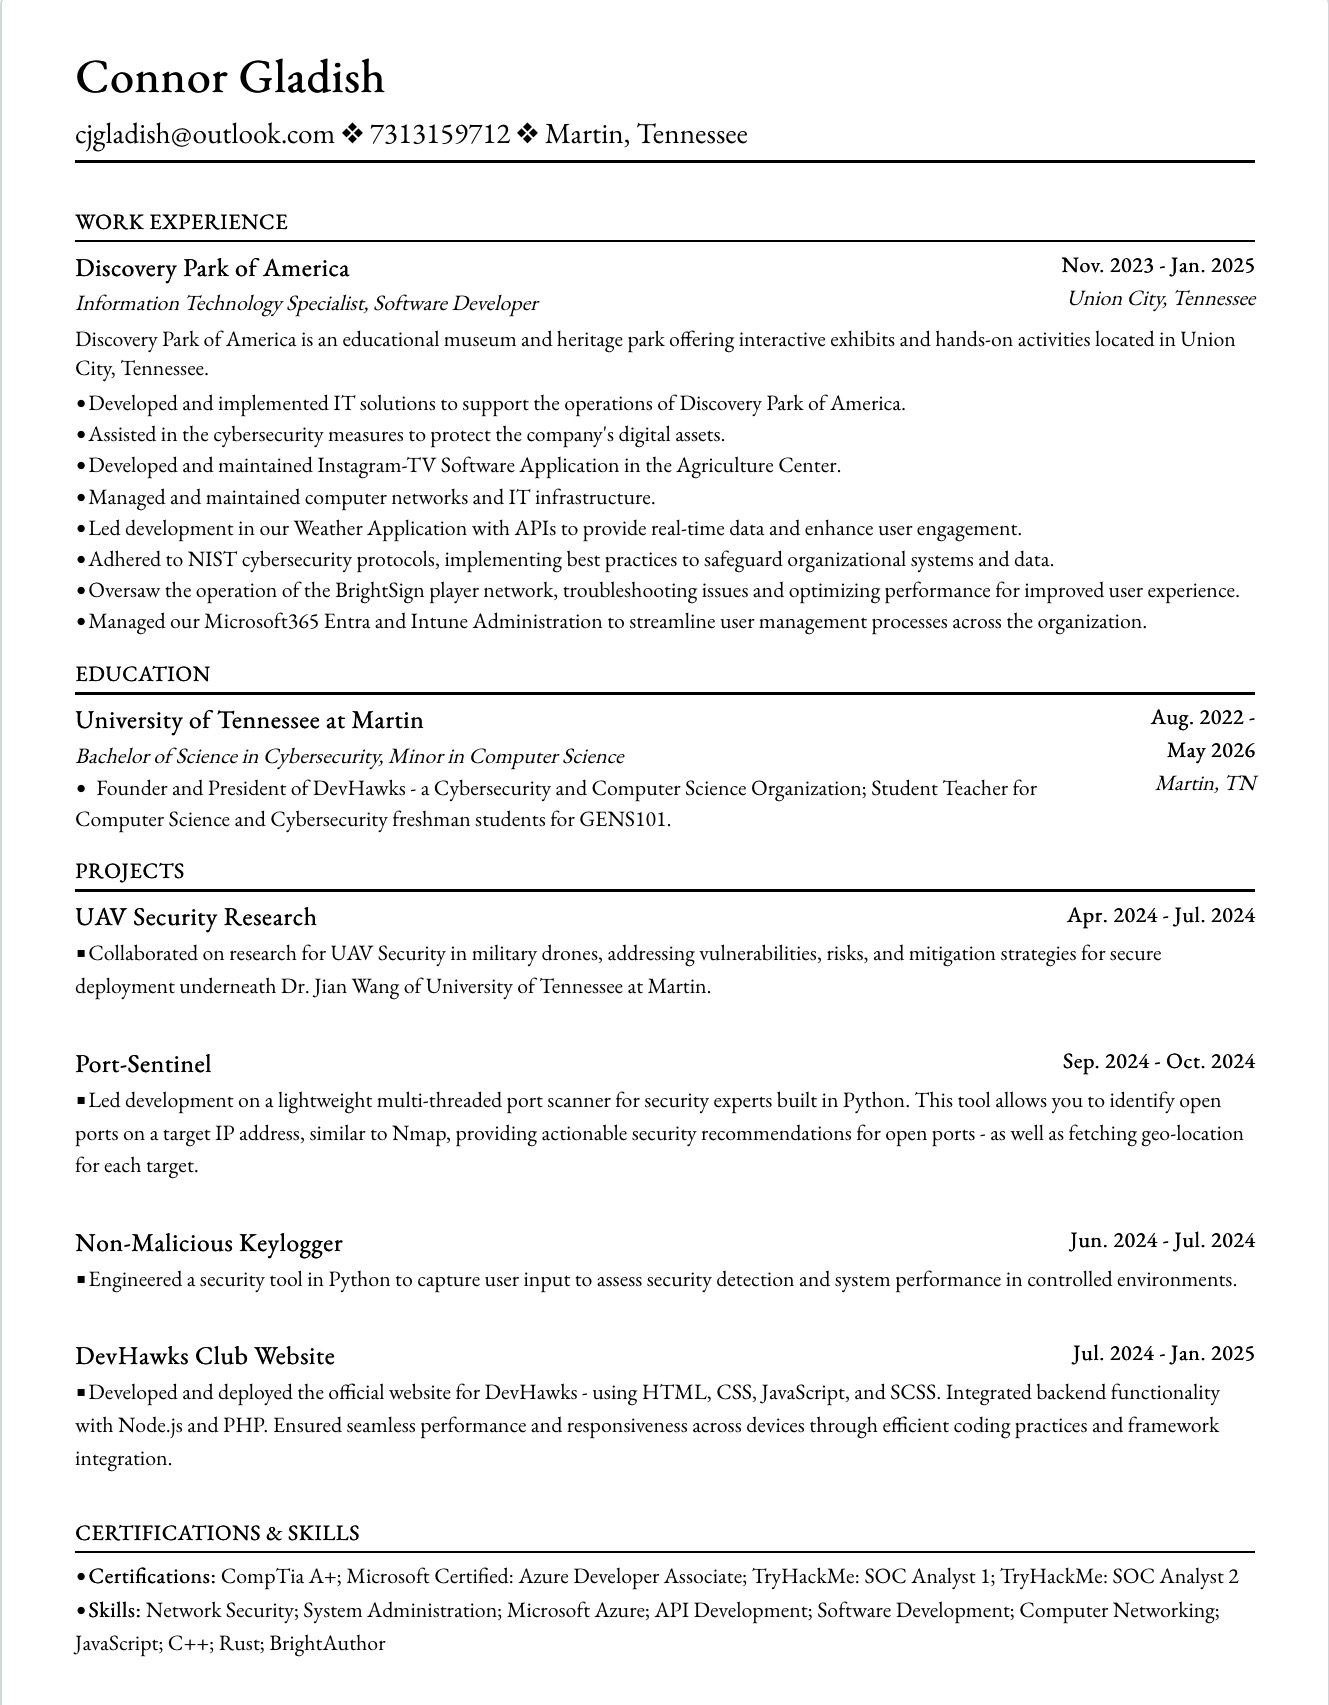 Connor Gladish
cjgladish@outlook.com ❖ 7313159712 ❖ Martin, Tennessee
WORK EXPERIENCE
Discovery Park of America
Nov. 2023 - Jan. 2025
Information Technology Specialist, Software Developer
Union City, Tennessee
Discovery Park of America is an educational museum and heritage park offering interactive exhibits and hands-on activities located in Union
City, Tennessee.
•Developed and implemented IT solutions to support the operations of Discovery Park of America.
•Assisted in the cybersecurity measures to protect the company's digital assets.
•Developed and maintained Instagram-TV Software Application in the Agriculture Center.
•Managed and maintained computer networks and IT infrastructure.
•Led development in our Weather Application with APIs to provide real-time data and enhance user engagement.
•Adhered to NIST cybersecurity protocols, implementing best practices to safeguard organizational systems and data.
•Oversaw the operation of the BrightSign player network, troubleshooting issues and optimizing performance for improved user experience.
•Managed our Microsoft365 Entra and Intune Administration to streamline user management processes across the organization.
EDUCATION
University of Tennessee at Martin
Aug. 2022 -
May 2026
Bachelor of Science in Cybersecurity, Minor in Computer Science
Martin, TN
• Founder and President of DevHawks - a Cybersecurity and Computer Science Organization; Student Teacher for
Computer Science and Cybersecurity freshman students for GENS101.
PROJECTS
UAV Security Research
Apr. 2024 - Jul. 2024
▪Collaborated on research for UAV Security in military drones, addressing vulnerabilities, risks, and mitigation strategies for secure
deployment underneath Dr. Jian Wang of University of Tennessee at Martin.
Port-Sentinel
Sep. 2024 - Oct. 2024
▪Led development on a lightweight multi-threaded port scanner for security experts built in Python. This tool allows you to identify open
ports on a target IP address, similar to Nmap, providing actionable security recommendations for open ports - as well as fetching geo-location
for each target.
Non-Malicious Keylogger
Jun. 2024 - Jul. 2024
▪Engineered a security tool in Python to capture user input to assess security detection and system performance in controlled environments.
DevHawks Club Website
Jul. 2024 - Jan. 2025
▪Developed and deployed the official website for DevHawks - using HTML, CSS, JavaScript, and SCSS. Integrated backend functionality
with Node.js and PHP. Ensured seamless performance and responsiveness across devices through efficient coding practices and framework
integration.
CERTIFICATIONS & SKILLS
•Certifications: CompTia A+; Microsoft Certified: Azure Developer Associate; TryHackMe: SOC Analyst 1; TryHackMe: SOC Analyst 2
•Skills: Network Security; System Administration; Microsoft Azure; API Development; Software Development; Computer Networking;
JavaScript; C++; Rust; BrightAuthor